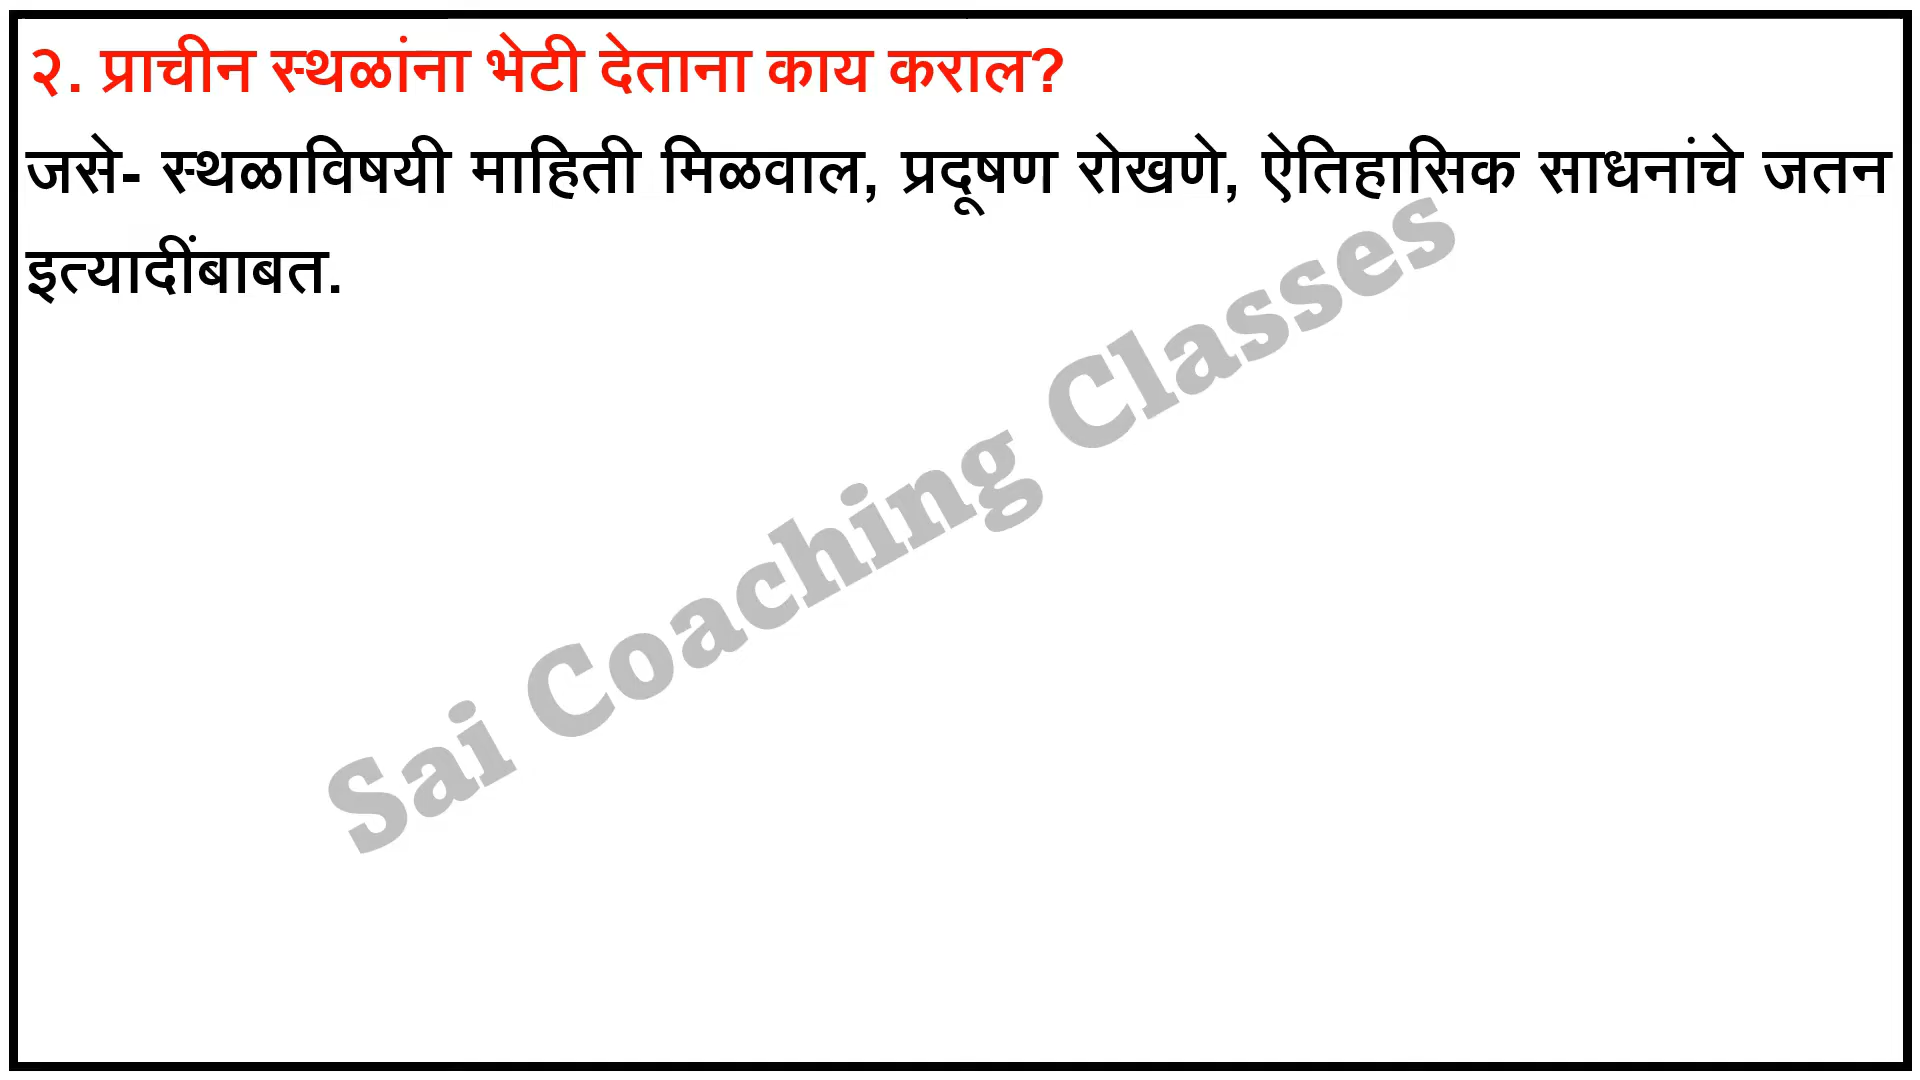 २. प्राचीन स्थळांना भेटी देताना काय कराल?
जसे- स्थळाविषयी माहिती मिळवाल, प्रदूषण रोखणे, ऐतिहासिक साधनांचे जतन
इत्यादींबाबत.
Sai Coaching Classes